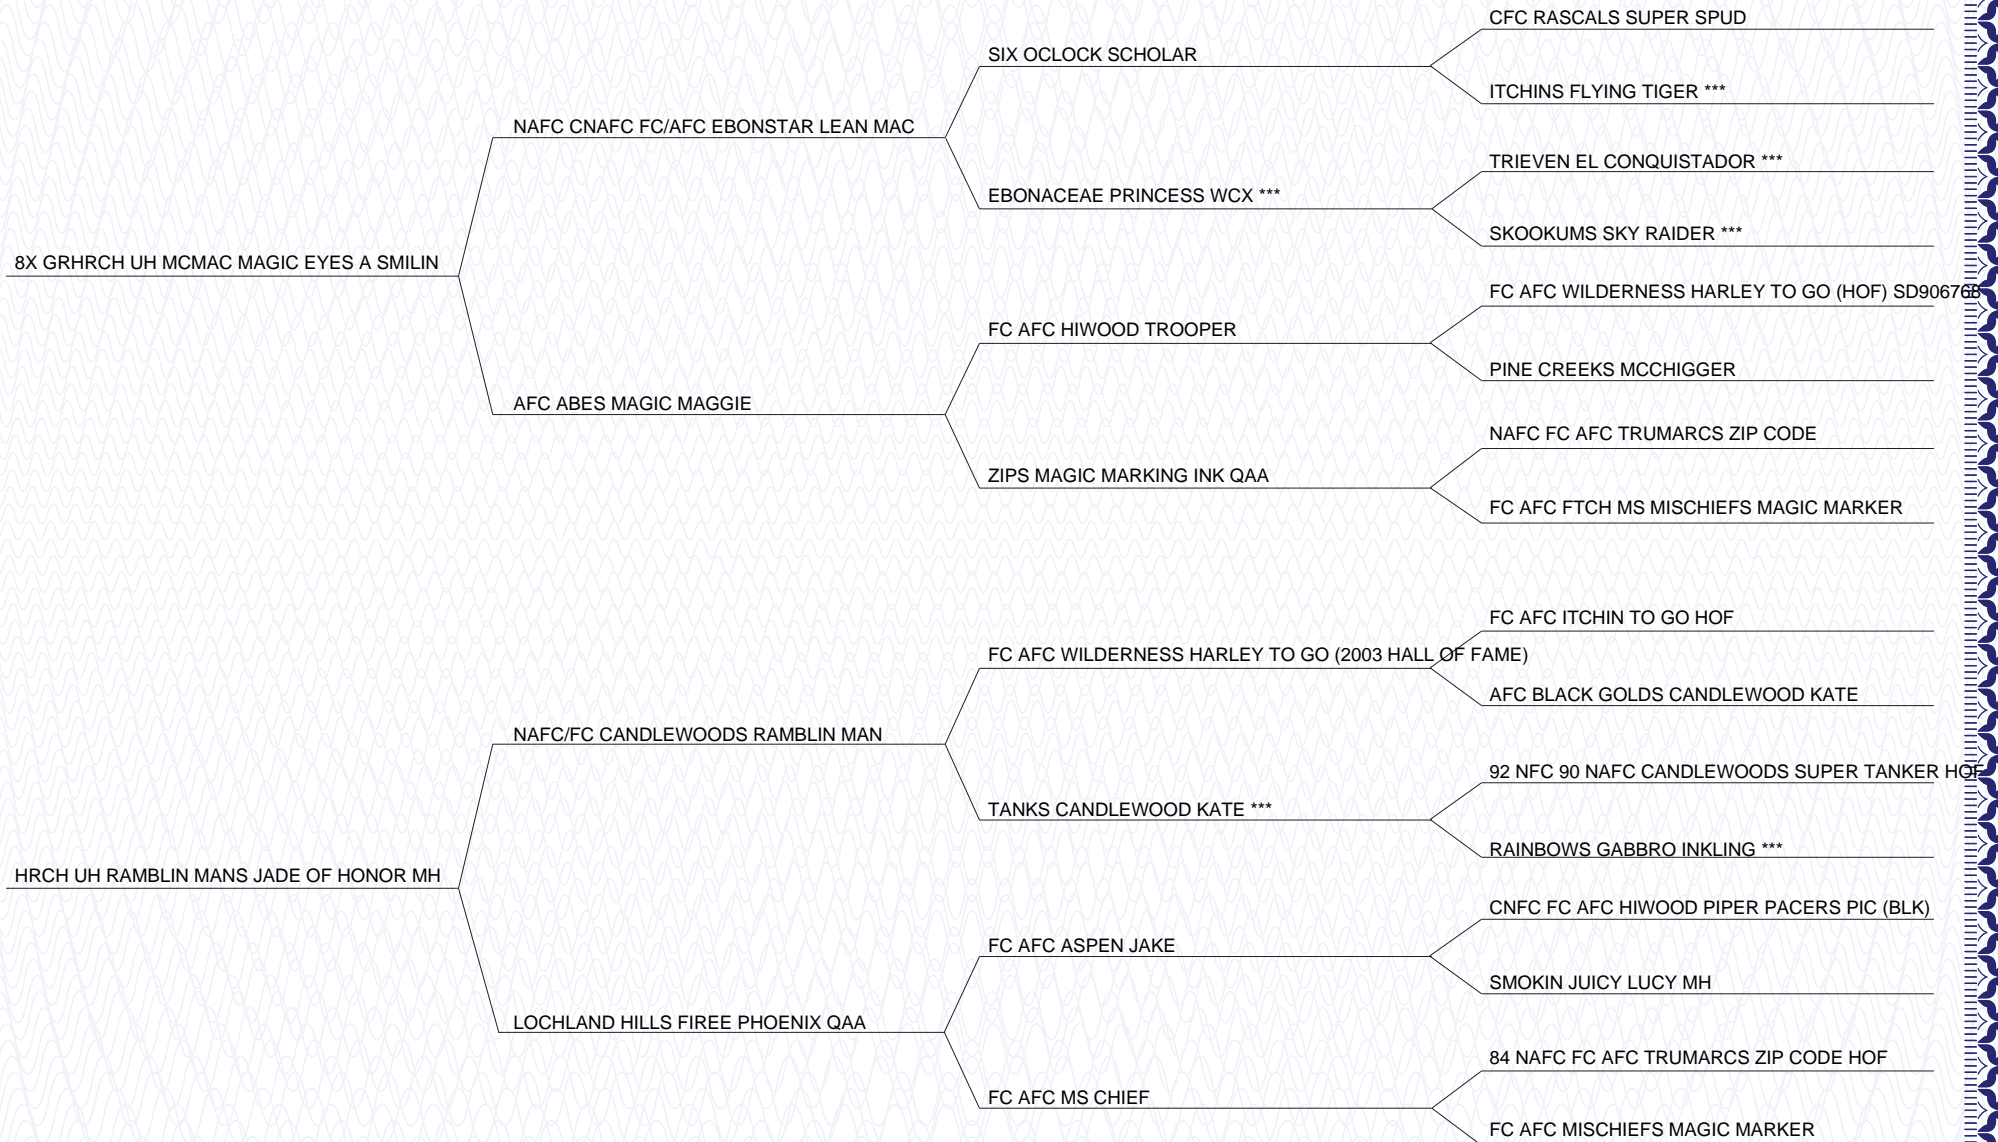 CFC RASCALS SUPER SPUD
SIX OCLOCK SCHOLAR
ITCHINS FLYING TIGER ***
NAFC CNAFC FC/AFC EBONSTAR LEAN MAC
TRIEVEN EL CONQUISTADOR ***
EBONACEAE PRINCESS WCX ***
SKOOKUMS SKY RAIDER ***
8X GRHRCH UH MCMAC MAGIC EYES A SMILIN
FC AFC WILDERNESS HARLEY TO GO (HOF) SD906768
FC AFC HIWOOD TROOPER
PINE CREEKS MCCHIGGER
AFC ABES MAGIC MAGGIE
NAFC FC AFC TRUMARCS ZIP CODE
ZIPS MAGIC MARKING INK QAA
FC AFC FTCH MS MISCHIEFS MAGIC MARKER
FC AFC ITCHIN TO GO HOF
FC AFC WILDERNESS HARLEY TO GO (2003 HALL OF FAME)
AFC BLACK GOLDS CANDLEWOOD KATE
NAFC/FC CANDLEWOODS RAMBLIN MAN
92 NFC 90 NAFC CANDLEWOODS SUPER TANKER HOF
TANKS CANDLEWOOD KATE ***
RAINBOWS GABBRO INKLING ***
HRCH UH RAMBLIN MANS JADE OF HONOR MH
CNFC FC AFC HIWOOD PIPER PACERS PIC (BLK)
FC AFC ASPEN JAKE
SMOKIN JUICY LUCY MH
LOCHLAND HILLS FIREE PHOENIX QAA
84 NAFC FC AFC TRUMARCS ZIP CODE HOF
FC AFC MS CHIEF
FC AFC MISCHIEFS MAGIC MARKER